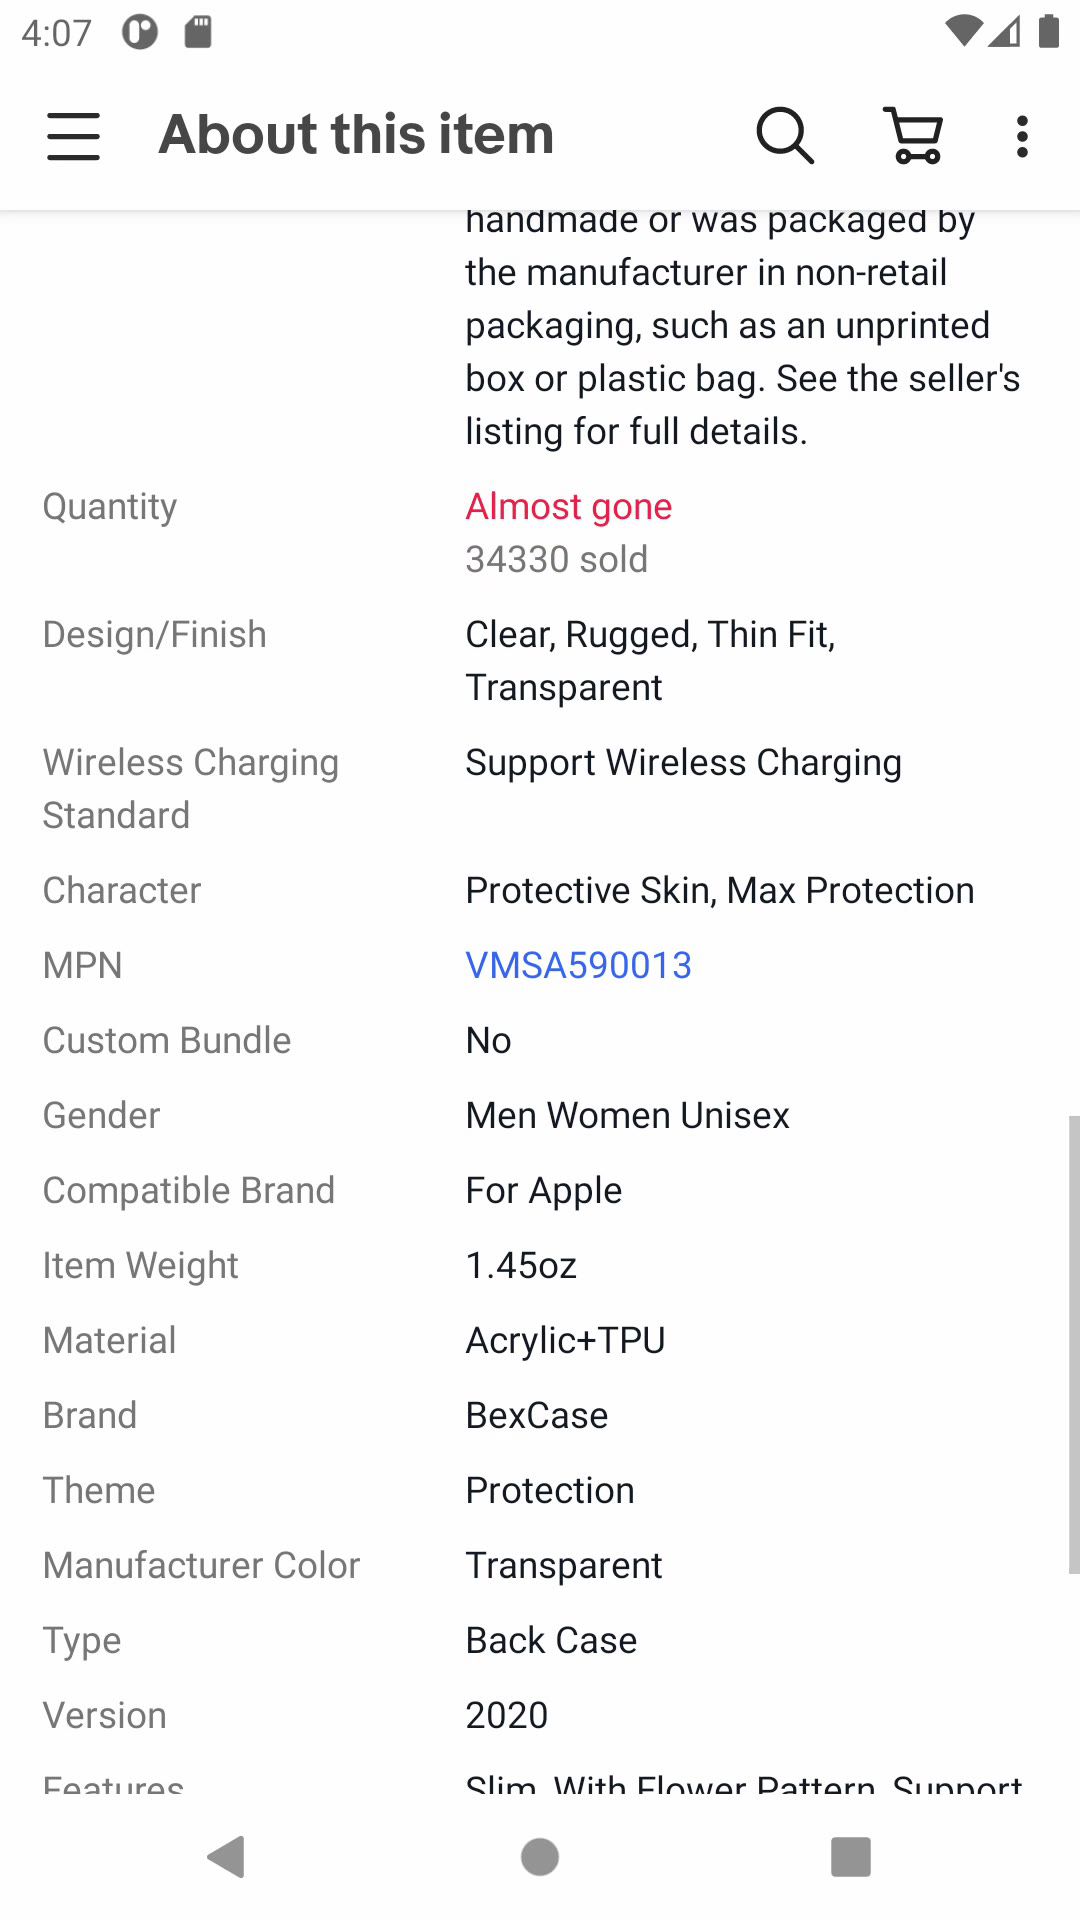 4:07
About this item
handmade or was packaged by
the manufacturer in non-retail
packaging, such as an unprinted
box or plastic bag. See the seller's
listing for full details.
Quantity
Almost gone
34330 sold
Design/Finish
Clear, Rugged, Thin Fit,
Transparent
Wireless Charging
Standard
Support Wireless Charging
Character
Protective Skin, Max Protection
MPN
VMSA590013
Custom Bundle
No
Gender
Men Women Unisex
Compatible Brand
For Apple
Item Weight
1.45oz
Material
Acrylic+TPU
Brand
BexCase
Theme
Protection
Manufacturer Color
Transparent
Type
Back Case
Version
2020
Features
Slim, With Flower Pattern, Support